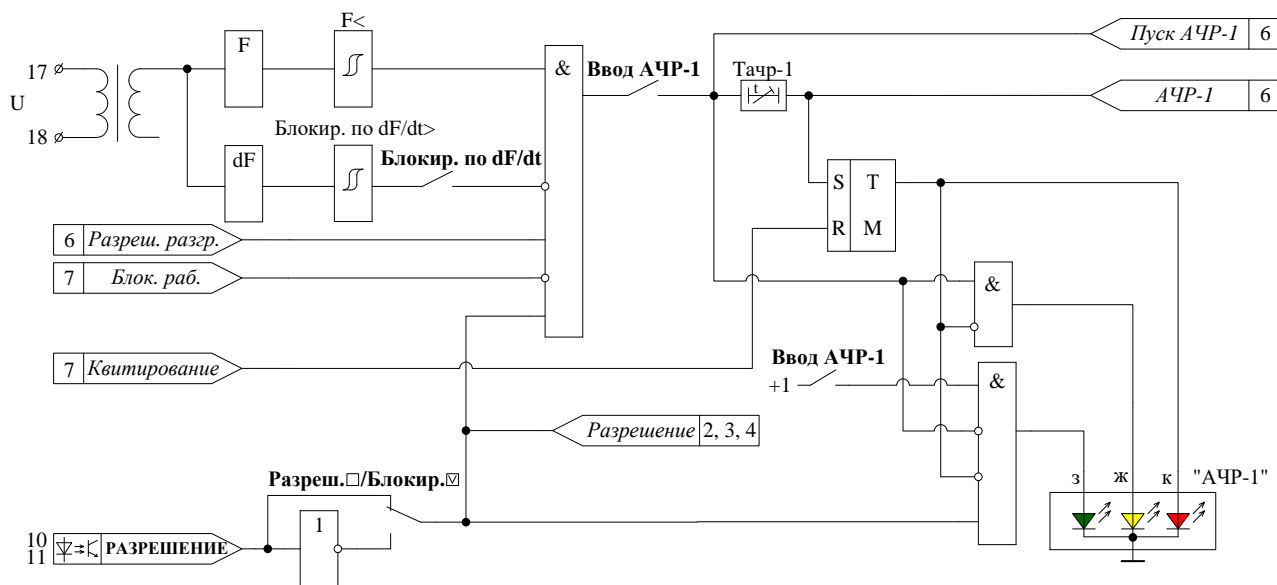 F<
F
Пуск АЧР-1 6
&
Ввод АЧР-1
Тачр-1
t
17
U
18
АЧР-1 6
Блокир. по dF/dt>
Блокир. по dF/dt
dF
S T
R M
6 Разреш. разгр.
7 Блок. раб.
&
7 Квитирование
Ввод АЧР-1
+1
&
Разрешение 2, 3, 4
Разреш.□/Блокир.☑
з ж к "АЧР-1"
1
10
11
РАЗРЕШЕНИЕ